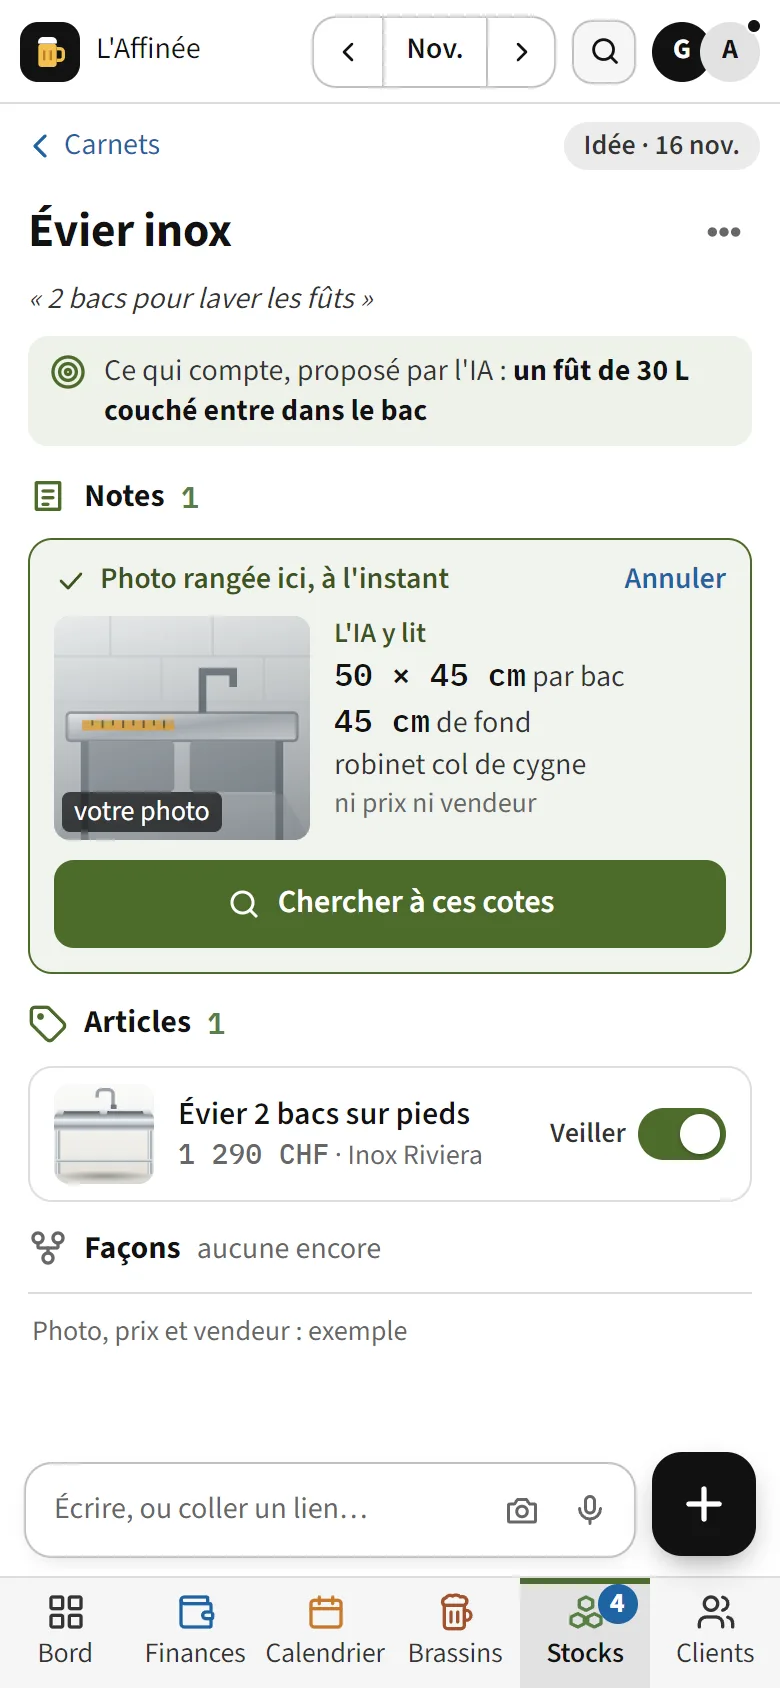 L'Affinée
Nov.
G
A
Carnets
Idée · 16 nov.
Évier inox
« 2 bacs pour laver les fûts »
Ce qui compte, proposé par l'IA : un fût de 30 L
couché entre dans le bac
Notes 1
Photo rangée ici, à l'instant
Annuler
votre photo
L'IA y lit
50 × 45 cm par bac
45 cm de fond
robinet col de cygne
ni prix ni vendeur
Chercher à ces cotes
Articles 1
Évier 2 bacs sur pieds
1 290 CHF · Inox Riviera
Veiller
Façons aucune encore
Photo, prix et vendeur : exemple
Écrire, ou coller un lien…
4
Bord
Finances
Calendrier
Brassins
Stocks
Clients